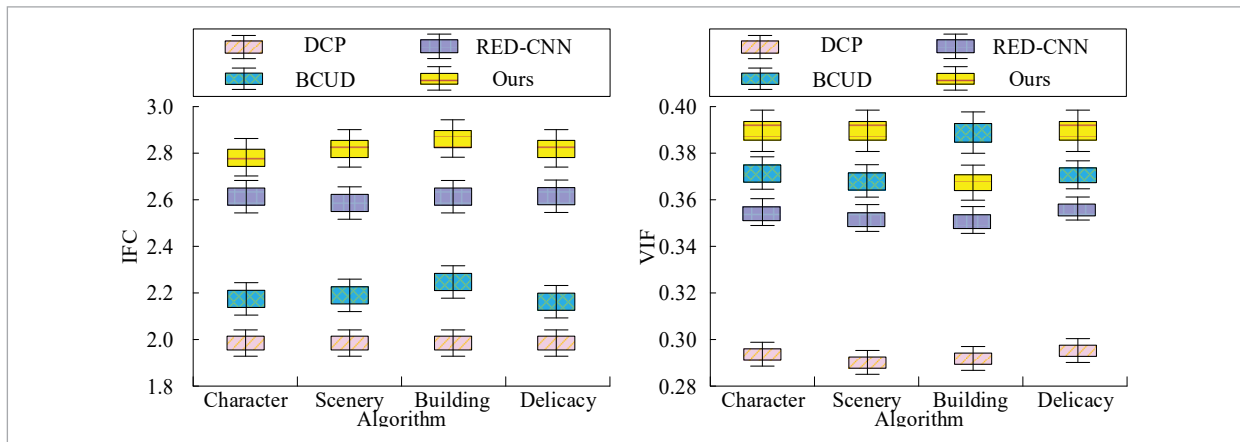 DCP RED-CNN
BCUD Ours
3.0
2.8
2.6
2.4
2.2
2.0
1.8
IFC
Character Scenery Building Delicacy
Algorithm
DCP RED-CNN
BCUD Ours
0.40
0.38
0.36
0.34
0.32
0.30
0.28
VIF
Character Scenery Building Delicacy
Algorithm